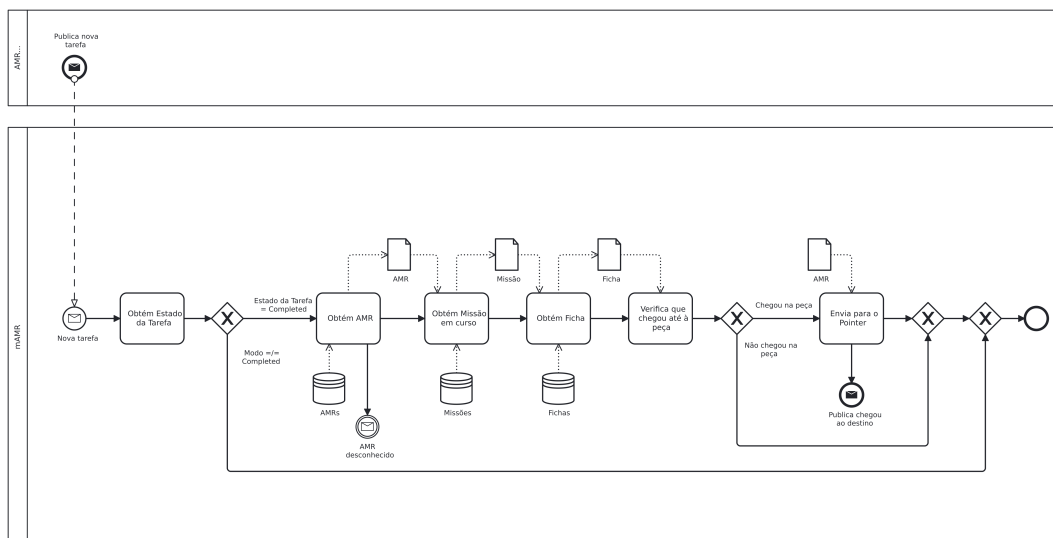 AMR...
Publica nova
tarefa
mAMR
Nova tarefa
Obtém Estado
da Tarefa
X
Estado da Tarefa
= Completed
Modo =/=
Completed
Obtém AMR
AMR
AMRs
AMR
desconhecido
Obtém Missão
em curso
Missão
Missões
Obtém Ficha
Ficha
Fichas
Verifica que
chegou até à
peça
X
Chegou na peça
Não chegou na
peça
AMR
Envia para o
Pointer
Publica chegou
ao destino
X
X